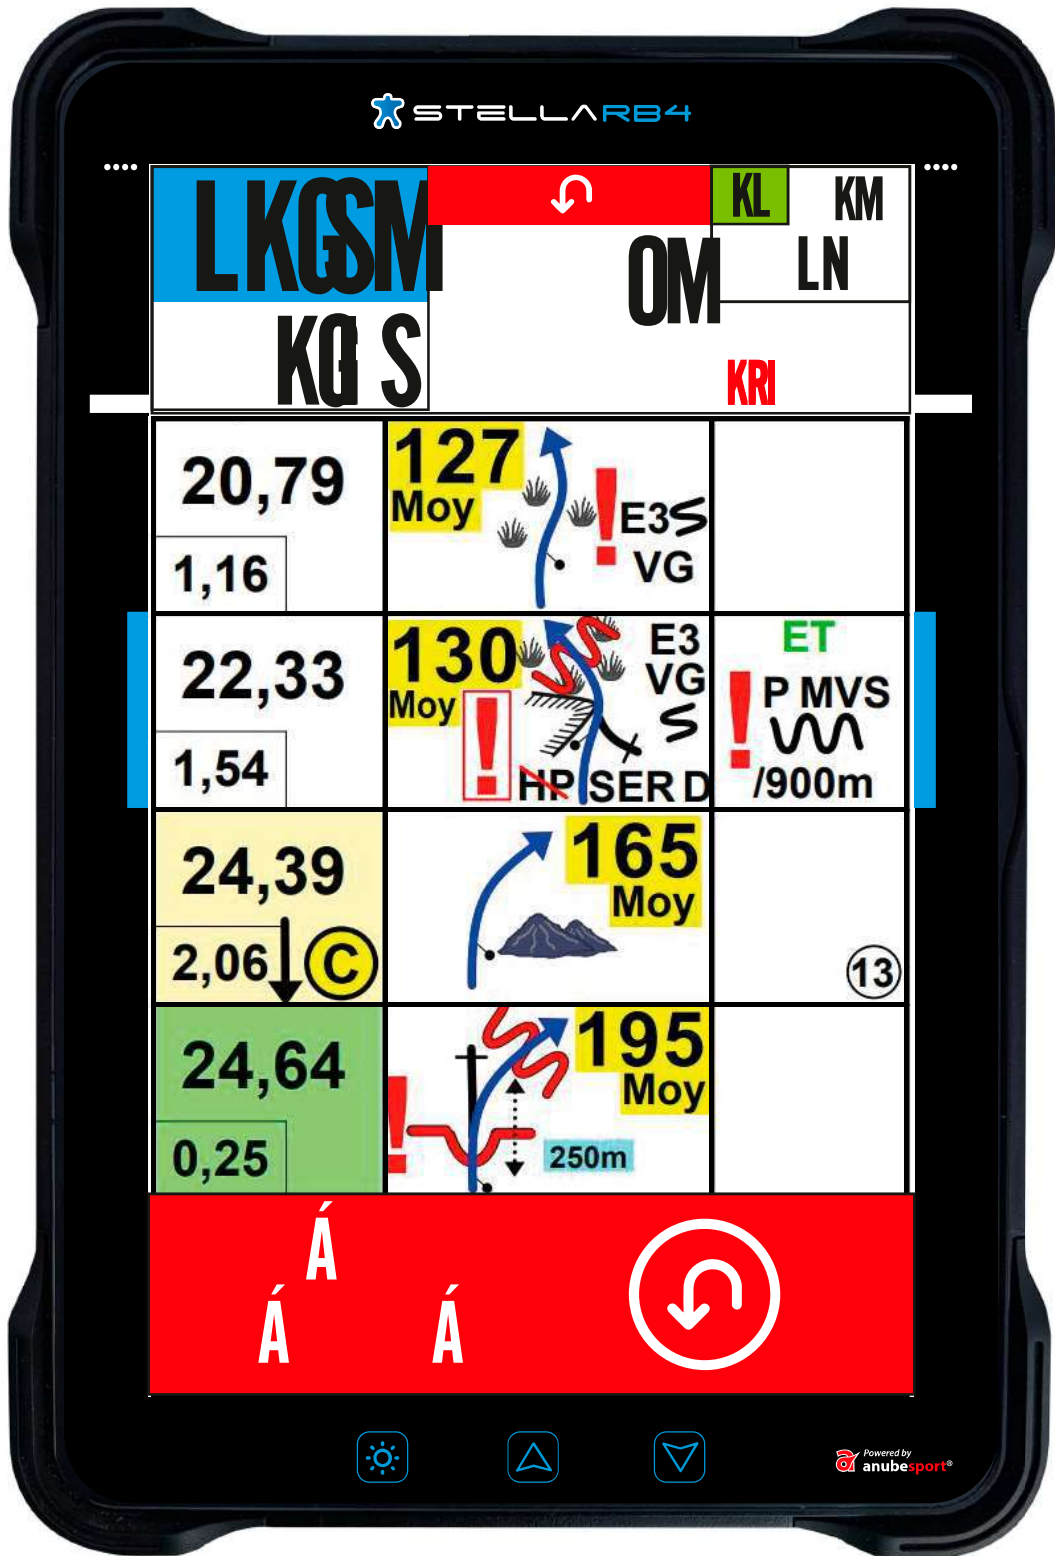 STELLA RB4
LKGSM
KL
KM
OM
LN
KG S
KRI
20,79
127
Moy
E3
VG
1,16
22,33
130
Moy
E3
VG
S
HP SER D
ET
P MVS
/900m
1,54
24,39
165
Moy
2,06
C
13
24,64
195
Moy
0,25
250m
Á
Á Á
Powered by
anubesport®